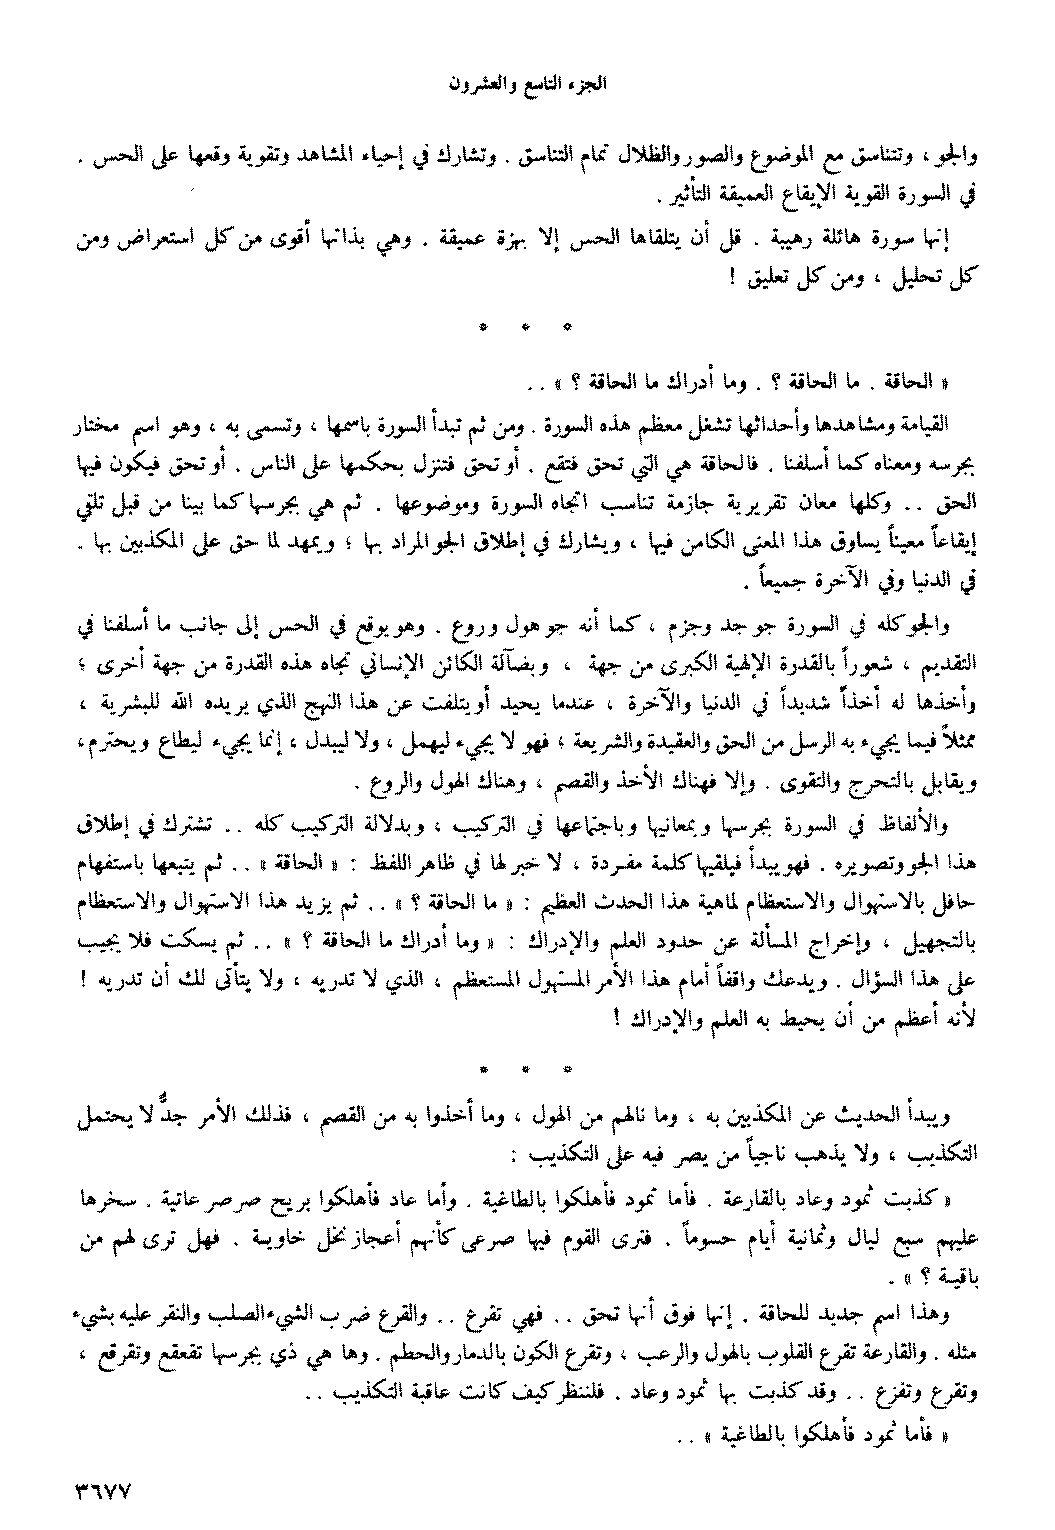 الجزء التاسع والعشرون
والجو ، وتتناسق مع الموضوع والصور والظلال تمام التناسق . وتشارك في إحياء المشاهد وتقوية وقعها على الحس .
في السورة القوية الإيقاع العميقة التأثير .
إنها سورة هائلة رهيبة . قل أن يتلقاها الحس إلا بهزة عميقة . وهي بذاتها أقوى من كل استعراض ومن
كل تحليل ، ومن كل تعليق !
* * *
« الحاقة . ما الحاقة ؟ . وما أدراك ما الحاقة ؟ » . .
القيامة ومشاهدها وأحداثها تشغل معظم هذه السورة . ومن ثم تبدأ السورة باسمها ، وتسمى به ، وهو اسم مختار
بجرسه ومعناه كما أسلفنا . فالحاقة هي التي تحق فتقع . أو تحق فتنزل بحكمها على الناس . أو تحق فيكون فيها
الحق . . وكلها معان تقريرية جازمة تناسب اتجاه السورة وموضوعها . ثم هي بجرسها كما بينا من قبل تلقي
إيقاعاً معيناً يساوق هذا المعنى الكامن فيها ، ويشارك في إطلاق الجو المراد بها ؛ ويمهد لما حق على المكذبين بها .
في الدنيا وفي الآخرة جميعاً .
والجو كله في السورة جو جد وجزم ، كما أنه جو هول وروع . وهو يوقع في الحس إلى جانب ما أسلفنا في
التقديم ، شعوراً بالقدرة الإلهية الكبرى من جهة ، وبضآلة الكائن الإنساني تجاه هذه القدرة من جهة أخرى ؛
وأخذها له أخذاً شديداً في الدنيا والآخرة ، عندما يحيد أو يتلفت عن هذا النهج الذي يريده الله للبشرية ،
ممثلاً فيما يجيء به الرسل من الحق والعقيدة والشريعة ؛ فهو لا يجيء ليهمل ، ولا ليبدل ، إنما يجيء ليطاع ويحترم،
ويقابل بالتحرج والتقوى . وإلا فهناك الأخذ والقصم ، وهناك الهول والروع .
والألفاظ في السورة بجرسها وبمعانيها وباجتماعها في التركيب ، وبدلالة التركيب كله . . تشترك في إطلاق
هذا الجو وتصويره . فهو يبدأ فيلقيها كلمة مفردة ، لا خبر لها في ظاهر اللفظ : « الحاقة » . . ثم يتبعها باستفهام
حافل بالاستهوال والاستعظام لماهية هذا الحدث العظيم : « ما الحاقة ؟ » . . ثم يزيد هذا الاستهوال والاستعظام
بالتجهيل ، وإخراج المسألة عن حدود العلم والإدراك : « وما أدراك ما الحاقة ؟ » . . ثم يسكت فلا يجيب
على هذا السؤال . ويدعك واقفاً أمام هذا الأمر المستهول المستعظم ، الذي لا تدريه ، ولا يتأتى لك أن تدريه !
لأنه أعظم من أن يحيط به العلم والإدراك !
* * *
ويبدأ الحديث عن المكذبين به ، وما نالهم من الهول ، وما أخذوا به من القصم ، فذلك الأمر جدٌّ لا يحتمل
التكذيب ، ولا يذهب ناجياً من يصر فيه على التكذيب :
« كذبت ثمود وعاد بالقارعة . فأما ثمود فأهلكوا بالطاغية . وأما عاد فأهلكوا بريح صرصر عاتية . سخرها
عليهم سبع ليال وثمانية أيام حسوماً . فترى القوم فيها صرعى كأنهم أعجاز نخل خاوية . فهل ترى لهم من
باقية ؟ » .
وهذا اسم جديد للحاقة . إنها فوق أنها تحق . . فهي تقرع . . والقرع ضرب الشيء الصلب والنقر عليه بشيء
مثله . والقارعة تقرع القلوب بالهول والرعب ، وتقرع الكون بالدمار والحطم . وها هي ذي بجرسها تقعقع وتقرقع ،
وتقرع وتفزع . . وقد كذبت بها ثمود وعاد . فلننظر كيف كانت عاقبة التكذيب . .
« فأما ثمود فأهلكوا بالطاغية » . .
٣٦٧٧